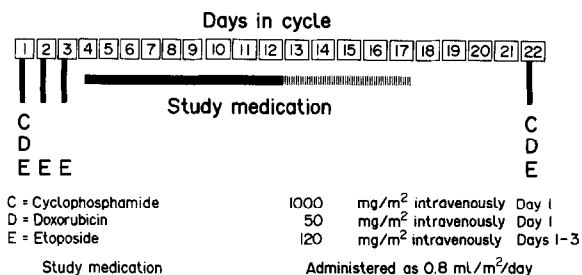 Days in cycle
1 2 3 4 5 6 7 8 9 10 11 12 13 14 15 16 17 18 19 20 21 22
Study medication
C C
D D
E E E E
C = Cyclophosphamide 1000 mg/m² intravenously Day 1
D = Doxorubicin 50 mg/m² intravenously Day 1
E = Etoposide 120 mg/m² intravenously Days 1-3
Study medication Administered as 0.8 ml/m²/day